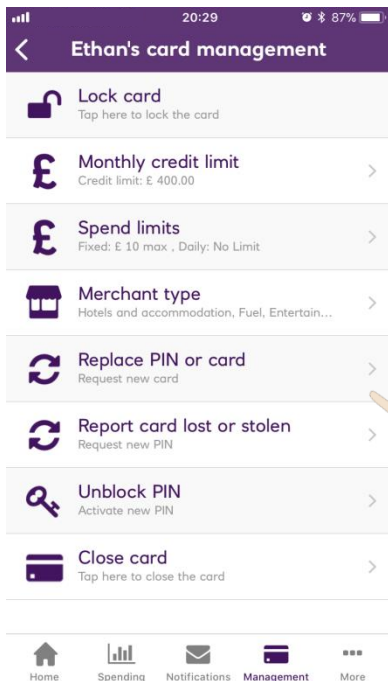 20:29
87%
Ethan's card management
Lock card
Tap here to lock the card
Monthly credit limit
Credit limit: £ 400.00
Spend limits
Fixed: £ 10 max , Daily: No Limit
Merchant type
Hotels and accommodation, Fuel, Entertain...
Replace PIN or card
Request new card
Report card lost or stolen
Request new PIN
Unblock PIN
Activate new PIN
Close card
Tap here to close the card
Home Spending Notifications Management More